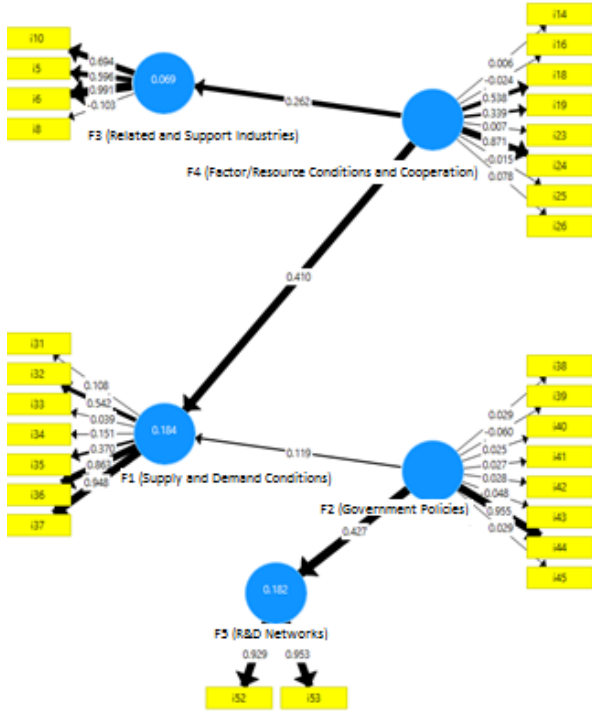 i10
i5
i6
i8
0.694
0.596
0.991
-0.103
0.069
F3 (Related and Support Industries)
0.262
i14
i16
i18
i19
i23
i24
i25
i26
0.006
-0.024
0.538
0.339
0.007
0.871
-0.015
0.078
F4 (Factor/Resource Conditions and Cooperation)
0.410
i31
i32
i33
i34
i35
i36
i37
0.108
0.542
0.039
0.151
0.370
0.863
0.948
0.184
F1 (Supply and Demand Conditions)
0.119
i38
i39
i40
i41
i42
i43
i44
i45
0.029
-0.060
0.025
0.027
0.028
0.048
0.955
0.029
F2 (Government Policies)
0.427
0.182
F5 (R&D Networks)
0.929
0.953
i52
i53